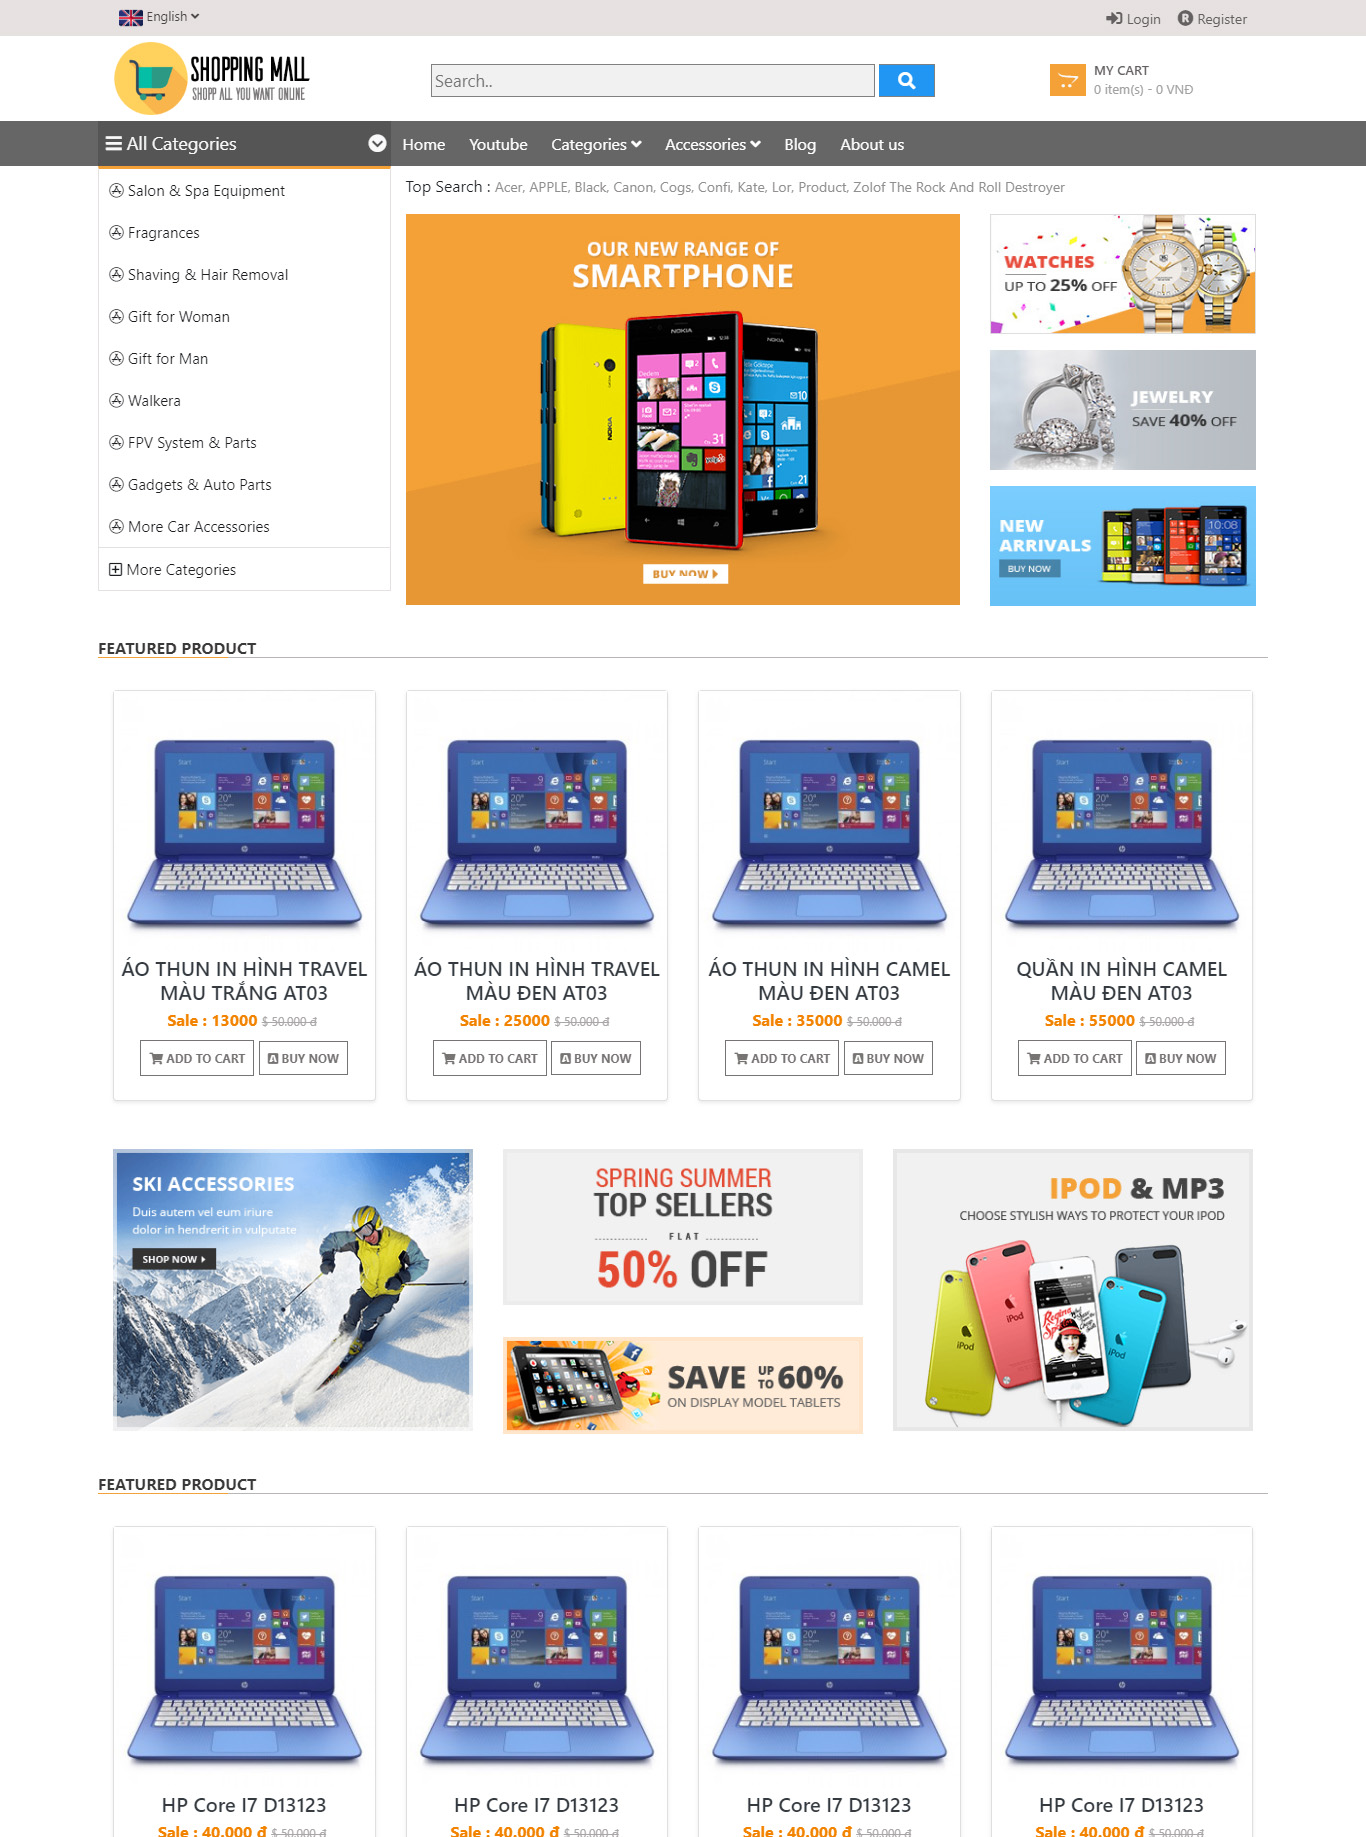 English
Login
Register
SHOPPING MALL
SHOPP ALL YOU WANT ONLINE
Search..
MY CART
0 item(s) - 0 VNĐ
All Categories
Home Youtube Categories Accessories Blog About us
Salon & Spa Equipment
Fragrances
Shaving & Hair Removal
Gift for Woman
Gift for Man
Walkera
FPV System & Parts
Gadgets & Auto Parts
More Car Accessories
More Categories
Top Search : Acer, APPLE, Black, Canon, Cogs, Confi, Kate, Lor, Product, Zolof The Rock And Roll Destroyer
OUR NEW RANGE OF
SMARTPHONE
NOKIA
NOKIA
NOKIA
BUY NOW
WATCHES
UP TO 25% OFF
JEWELRY
SAVE 40% OFF
NEW
ARRIVALS
BUY NOW
FEATURED PRODUCT
ÁO THUN IN HÌNH TRAVEL
MÀU TRẮNG AT03
Sale : 13000 $ 50.000 đ
ADD TO CART
BUY NOW
ÁO THUN IN HÌNH TRAVEL
MÀU ĐEN AT03
Sale : 25000 $ 50.000 đ
ADD TO CART
BUY NOW
ÁO THUN IN HÌNH CAMEL
MÀU ĐEN AT03
Sale : 35000 $ 50.000 đ
ADD TO CART
BUY NOW
QUẦN IN HÌNH CAMEL
MÀU ĐEN AT03
Sale : 55000 $ 50.000 đ
ADD TO CART
BUY NOW
SKI ACCESSORIES
Duis autem vel eum iriure
dolor in hendrerit in vulputate
SHOP NOW
SPRING SUMMER
TOP SELLERS
FLAT
50% OFF
SAVE UP TO 60%
ON DISPLAY MODEL TABLETS
IPOD & MP3
CHOOSE STYLISH WAYS TO PROTECT YOUR IPOD
iPod
iPod
iPod
FEATURED PRODUCT
HP Core I7 D13123
Sale : 40.000 đ $ 50.000 đ
HP Core I7 D13123
Sale : 40.000 đ $ 50.000 đ
HP Core I7 D13123
Sale : 40.000 đ $ 50.000 đ
HP Core I7 D13123
Sale : 40.000 đ $ 50.000 đ